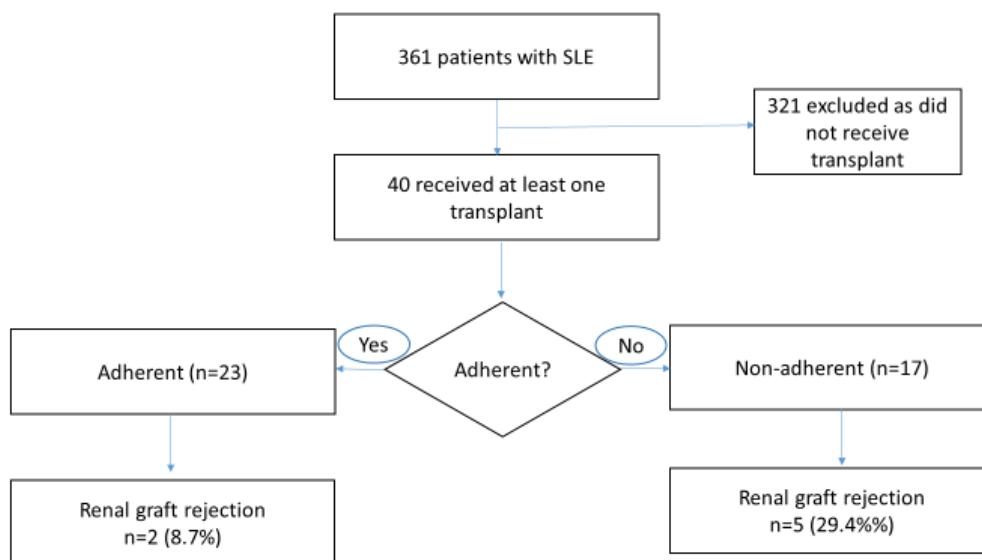 361 patients with SLE
321 excluded as did
not receive
transplant
40 received at least one
transplant
Yes
No
Adherent (n=23)
Adherent?
Non-adherent (n=17)
Renal graft rejection
n=2 (8.7%)
Renal graft rejection
n=5 (29.4%%)